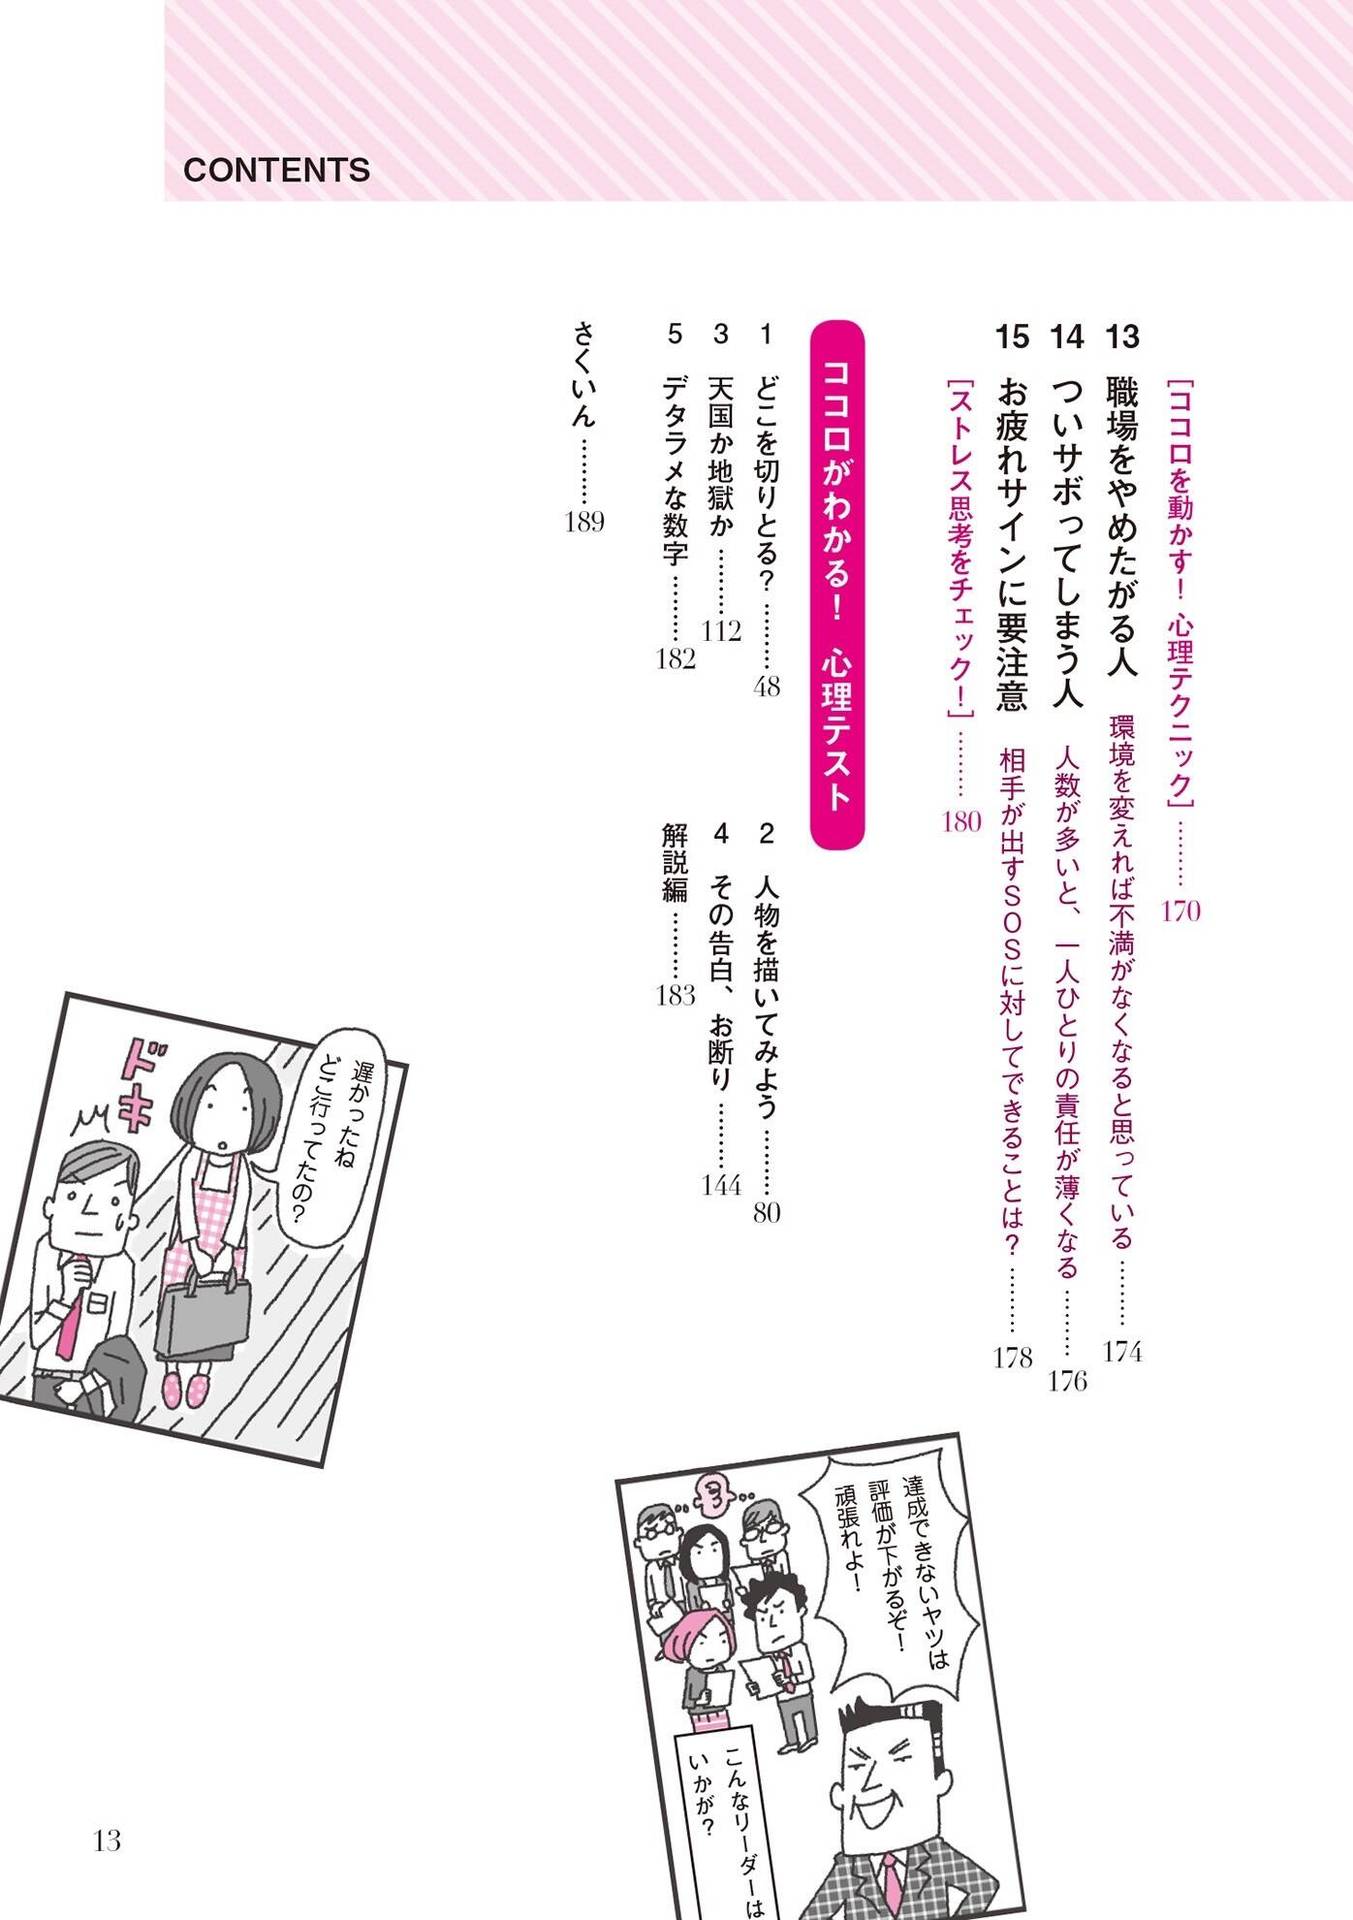 CONTENTS
[ココロを動かす！ 心理テクニック]………170
13 職場をやめたがる人 環境を変えれば不満がなくなると思っている………174
14 ついサボってしまう人 人数が多いと、一人ひとりの責任が薄くなる………176
15 お疲れサインに要注意 相手が出すSOSに対してできることは？………178
[ストレス思考をチェック！]………180
ココロがわかる！ 心理テスト
1 どこを切りとる？………48
2 人物を描いてみよう………80
3 天国か地獄か………112
4 その告白、お断り………144
5 デタラメな数字………182
解説編………183
さくいん………189
遅かったね
どこ行ってたの？
ドキ
達成できないヤツは
評価が下がるぞ！
頑張れよ！
こんなリーダーは
いかが？
13